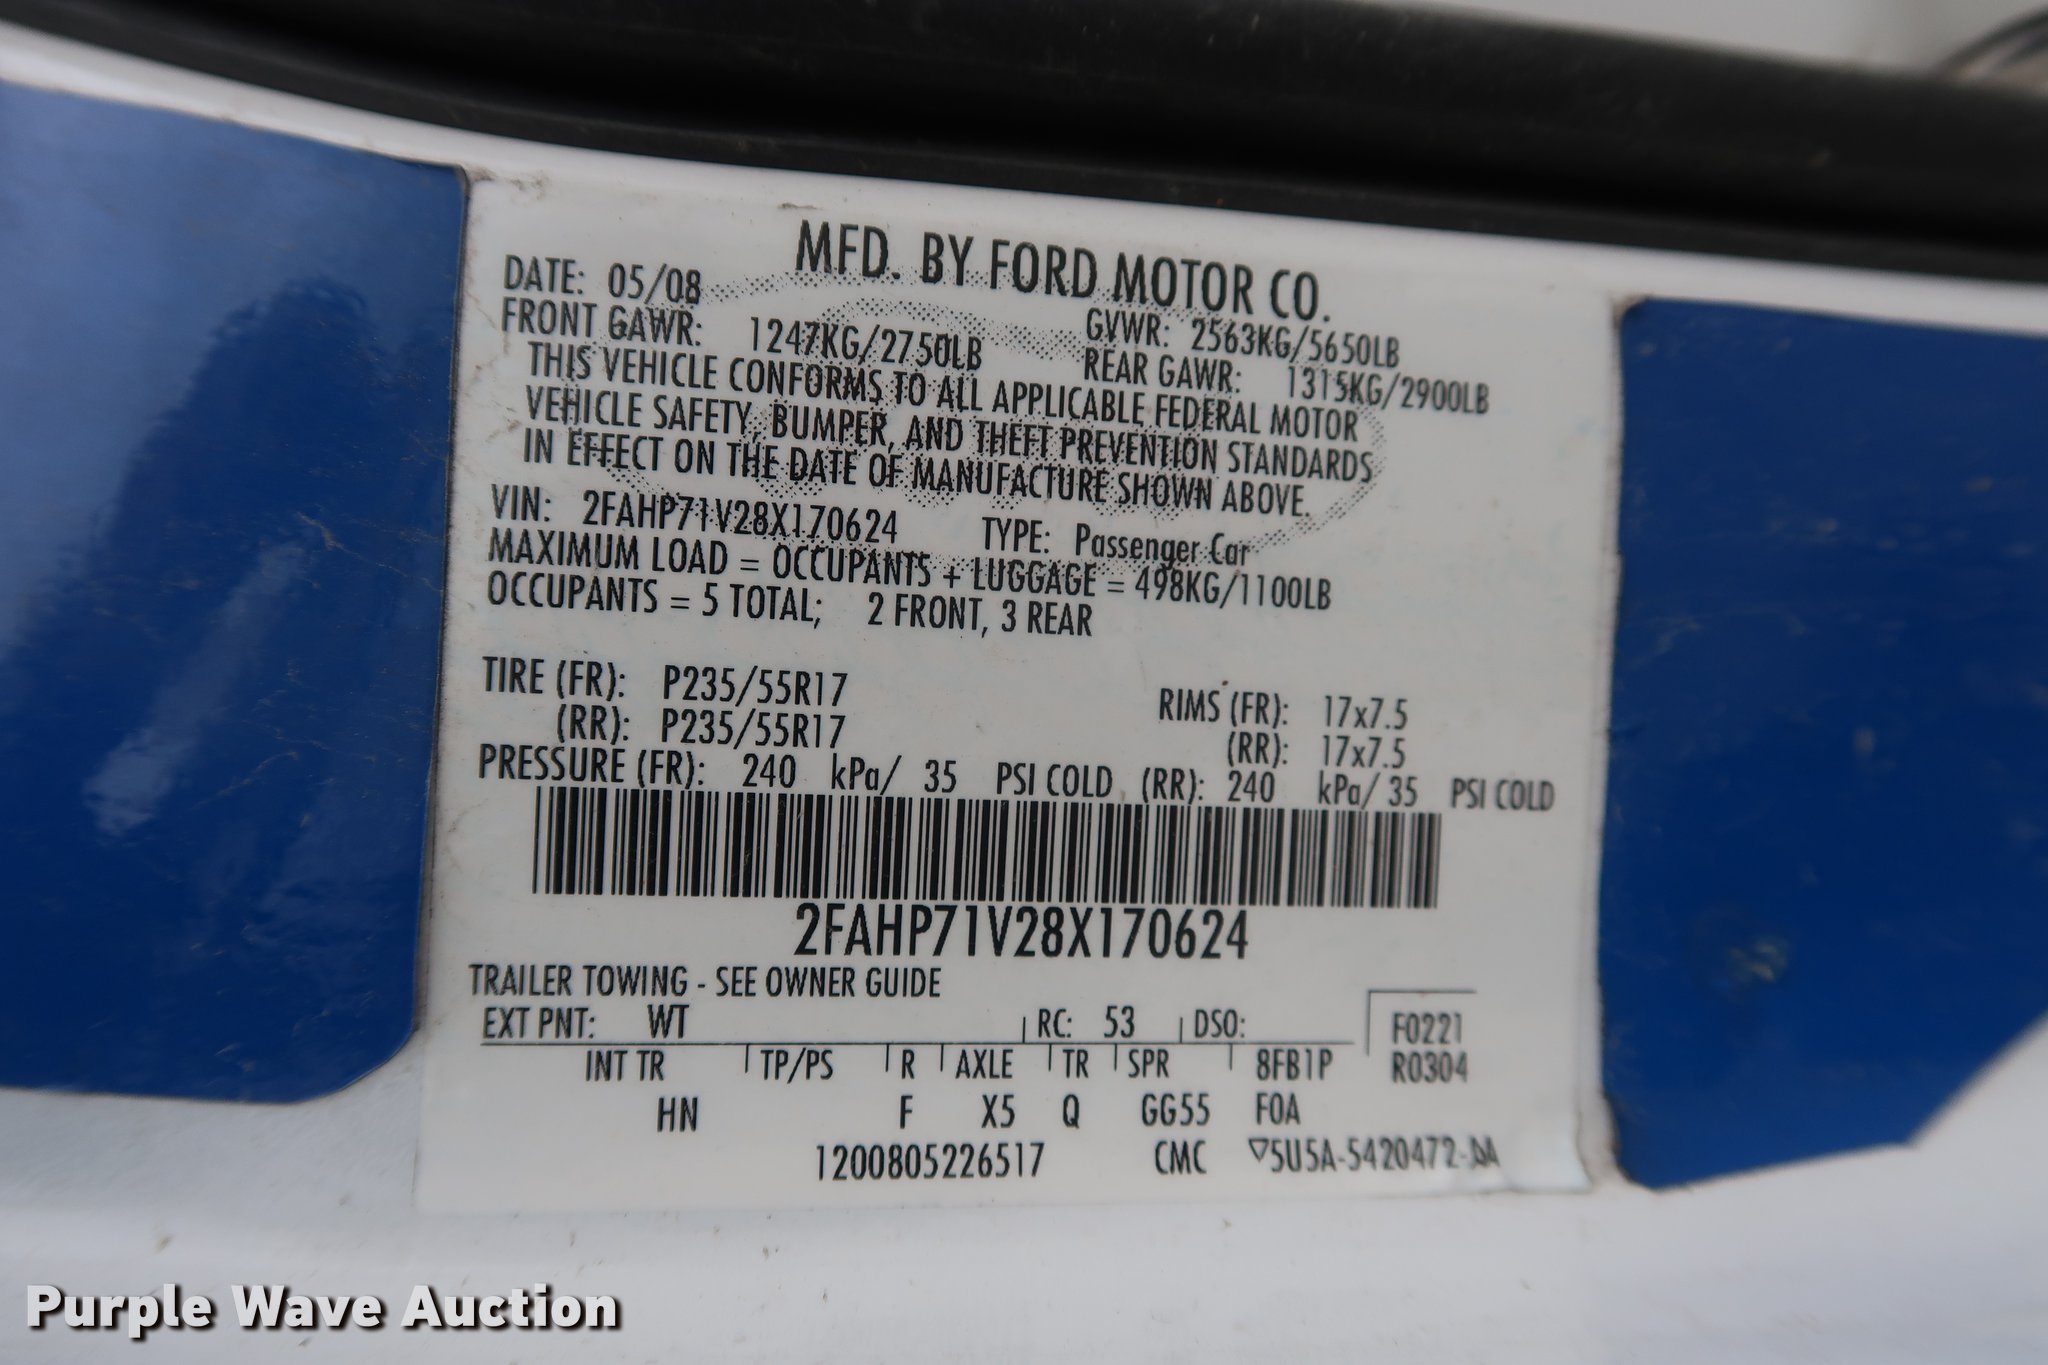 MFD. BY FORD MOTOR CO.
DATE: 05/08 GVWR: 2563KG/5650LB
FRONT GAWR: 1247KG/2750LB REAR GAWR: 1315KG/2900LB
THIS VEHICLE CONFORMS TO ALL APPLICABLE FEDERAL MOTOR
VEHICLE SAFETY, BUMPER, AND THEFT PREVENTION STANDARDS
IN EFFECT ON THE DATE OF MANUFACTURE SHOWN ABOVE.
VIN: 2FAHP71V28X170624 TYPE: Passenger Car
MAXIMUM LOAD = OCCUPANTS + LUGGAGE = 498KG/1100LB
OCCUPANTS = 5 TOTAL; 2 FRONT, 3 REAR
TIRE (FR): P235/55R17 RIMS (FR): 17x7.5
(RR): P235/55R17 (RR): 17x7.5
PRESSURE (FR): 240 kPa/ 35 PSI COLD (RR): 240 kPa/ 35 PSI COLD
2FAHP71V28X170624
TRAILER TOWING - SEE OWNER GUIDE
EXT PNT: WT RC: 53 DSO: F0221
INT TR TP/PS R AXLE TR SPR 8FB1P R0304
HN F X5 Q GG55 F0A
1200805226517 CMC ▽5U5A-5420472-
Purple Wave Auction